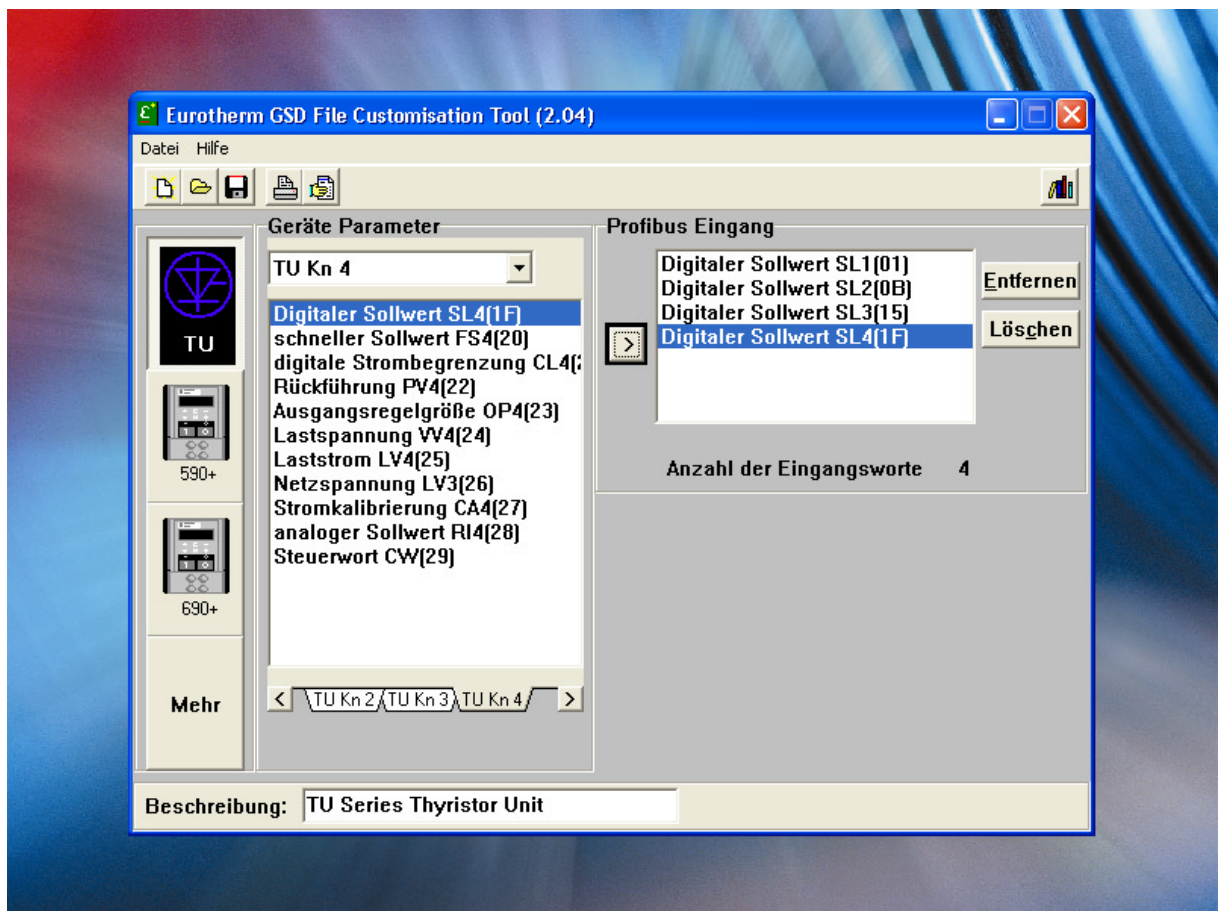 Eurotherm GSD File Customisation Tool (2.04)
Datei Hilfe
Geräte Parameter
TU Kn 4
Digitaler Sollwert SL4(1F)
schneller Sollwert FS4(20)
digitale Strombegrenzung CL4(
Rückführung PV4(22)
Ausgangsregelgröße OP4(23)
Lastspannung VV4(24)
Laststrom LV4(25)
Netzspannung LV3(26)
Stromkalibrierung CA4(27)
analoger Sollwert RI4(28)
Steuerwort CW(29)
< TU Kn 2 TU Kn 3 TU Kn 4 >
TU
590+
690+
Mehr
Profibus Eingang
>
Digitaler Sollwert SL1(01)
Digitaler Sollwert SL2(0B)
Digitaler Sollwert SL3(15)
Digitaler Sollwert SL4(1F)
Entfernen
Löschen
Anzahl der Eingangsworte 4
Beschreibung: TU Series Thyristor Unit